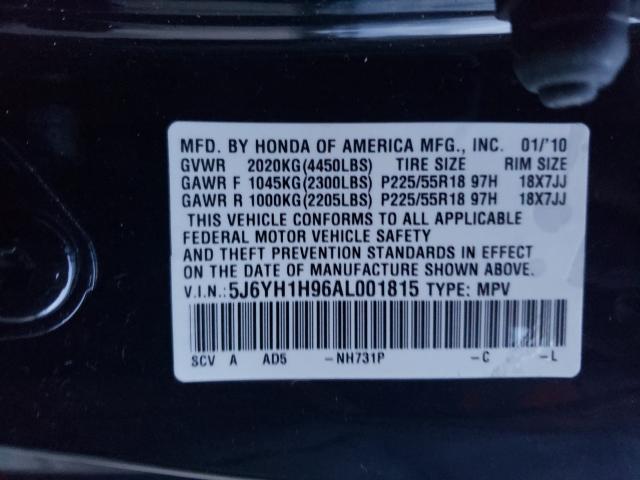 MFD. BY HONDA OF AMERICA MFG., INC. 01/'10
GVWR 2020KG(4450LBS) TIRE SIZE RIM SIZE
GAWR F 1045KG(2300LBS) P225/55R18 97H 18X7JJ
GAWR R 1000KG(2205LBS) P225/55R18 97H 18X7JJ
THIS VEHICLE CONFORMS TO ALL APPLICABLE
FEDERAL MOTOR VEHICLE SAFETY
AND THEFT PREVENTION STANDARDS IN EFFECT
ON THE DATE OF MANUFACTURE SHOWN ABOVE.
V.I.N.: 5J6YH1H96AL001815 TYPE: MPV
SCV A AD5 -NH731P -C -L